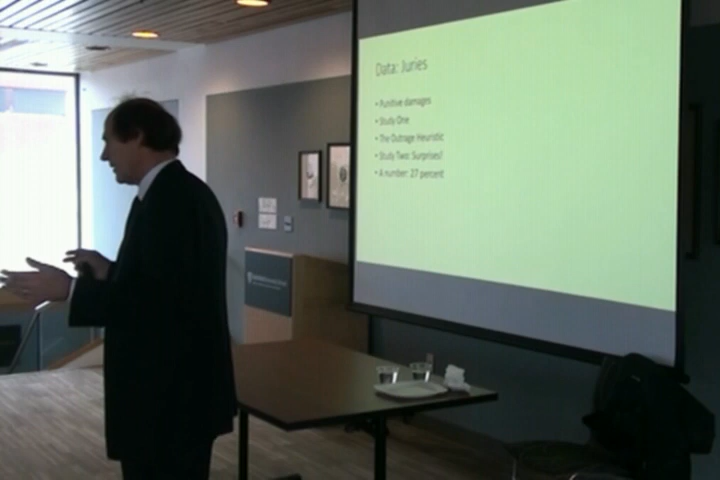 Data: Juries
• Punitive damages
• Study One
• The Outrage Heuristic
• Study Two: Surprises!
• A number: 27 percent